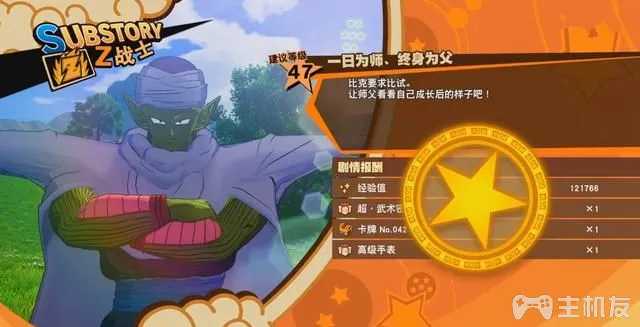 SUBSTORY
Z战士
建议等级
47
一日为师、终身为父
比克要求比试。
让师父看看自己成长后的样子吧！
剧情报酬
经验值 121766
超·武术 ×1
卡牌 No.042 ×1
高级手表 ×1
主机友